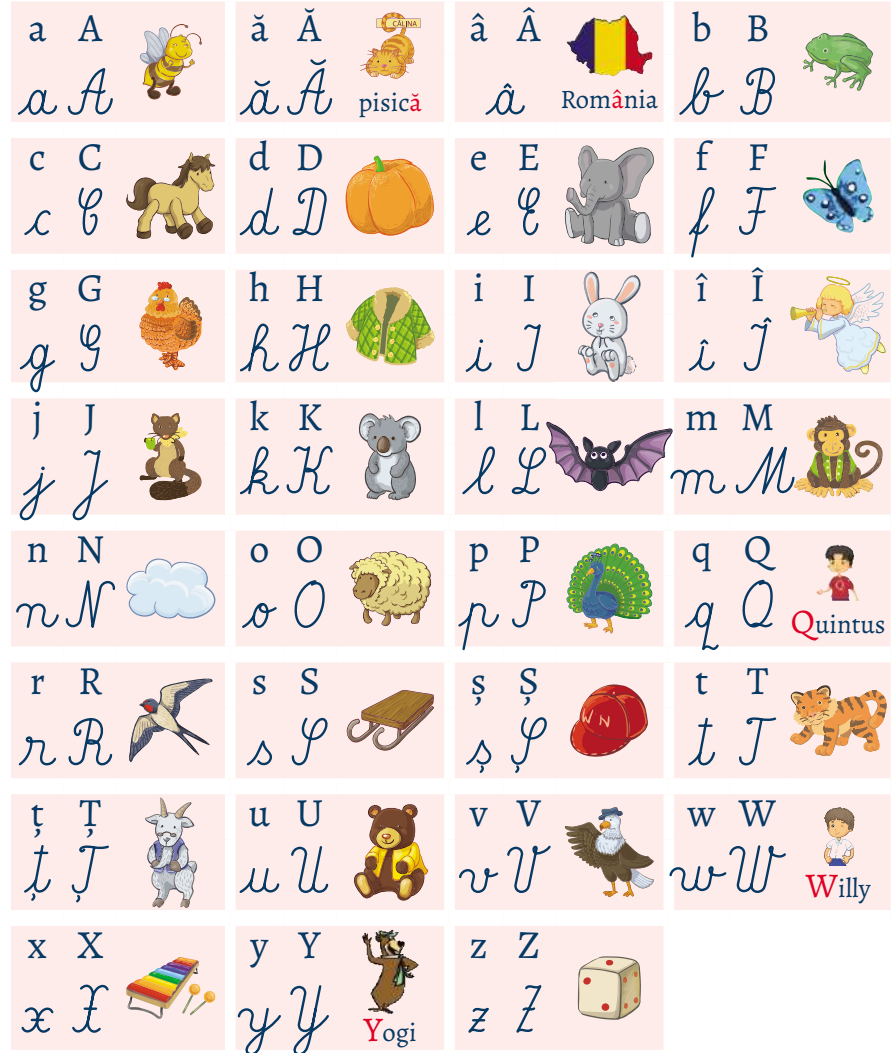 a A
a A
CĂLINA
ă Ă
ă Ă
pisică
â Â
â
România
b B
b B
c C
c C
d D
d D
e E
e E
f F
f F
g G
g G
h H
h H
i I
i I
î Î
î Î
j J
j J
k K
k K
l L
l L
m M
m M
n N
n N
o O
o O
p P
p P
q Q
q Q
Quintus
r R
r R
s S
s S
ș Ș
ș Ș
W N
t T
t T
ț Ț
ț Ț
u U
u U
v V
v V
w W
w W
Willy
x X
x X
y Y
y Y
Yogi
z Z
z Z